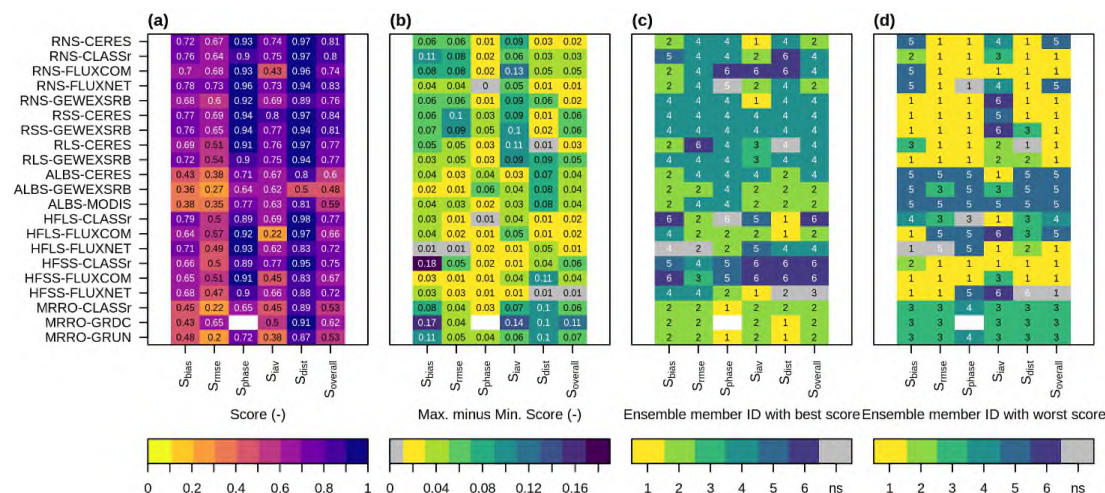 (a) (b) (c) (d)
RNS-CERES 0.72 0.67 0.93 0.74 0.97 0.81 0.06 0.06 0.01 0.09 0.03 0.02 2 4 4 1 4 2 5 1 1 4 1 5
RNS-CLASSr 0.76 0.64 0.9 0.71 0.97 0.8 0.11 0.05 0.02 0.06 0.03 0.03 5 4 4 2 6 2 2 1 1 3 1 1
RNS-FLUXCOM 0.7 0.68 0.93 0.43 0.96 0.74 0.08 0.08 0.02 0.13 0.02 0.04 2 4 6 6 6 4 5 1 1 1 1 1
RNS-FLUXNET 0.78 0.73 0.96 0.73 0.94 0.83 0.04 0.04 0 0.05 0.01 0.02 2 4 5 2 4 2 5 1 1 4 1 5
RNS-GEWEXSRB 0.68 0.6 0.92 0.69 0.89 0.76 0.06 0.06 0.01 0.09 0.06 0.02 4 4 4 1 4 4 1 1 1 6 1 1
RSS-CERES 0.77 0.69 0.94 0.8 0.97 0.84 0.05 0.1 0.03 0.05 0.02 0.06 4 4 4 4 4 4 1 1 1 1 1
RSS-GEWEXSRB 0.76 0.65 0.94 0.77 0.94 0.81 0.07 0.09 0.05 0.1 0.02 0.06 4 4 4 4 4 4 1 1 1 6 3 1
RLS-CERES 0.69 0.51 0.91 0.76 0.97 0.77 0.05 0.04 0.02 0.11 0.01 0.03 2 6 4 3 4 4 3 1 1 2 1 1
RLS-GEWEXSRB 0.72 0.54 0.9 0.75 0.94 0.77 0.03 0.05 0.03 0.09 0.09 0.05 4 4 4 3 4 4 1 1 1 2 2 1
ALBS-CERES 0.43 0.38 0.71 0.67 0.8 0.6 0.04 0.03 0.04 0.03 0.07 0.04 2 2 2 4 2 2 5 5 5 1 5 5
ALBS-GEWEXSRB 0.36 0.27 0.64 0.62 0.5 0.48 0.02 0.01 0.06 0.04 0.08 0.04 2 2 2 4 2 2 5 3 5 3 5 5
ALBS-MODIS 0.38 0.35 0.77 0.63 0.81 0.59 0.04 0.03 0.04 0.03 0.08 0.04 2 2 2 4 2 2 5 5 5 5 5 5
HFLS-CLASSr 0.79 0.5 0.89 0.69 0.98 0.77 0.03 0.01 0.01 0.04 0.02 0.01 6 2 6 5 1 6 4 3 3 1 3 4
HFLS-FLUXCOM 0.64 0.57 0.92 0.22 0.97 0.66 0.04 0.02 0.02 0.03 0.01 0.01 4 2 2 2 1 2 1 5 5 6 3 5
HFLS-FLUXNET 0.71 0.49 0.93 0.62 0.83 0.72 0.01 0.01 0.02 0.01 0.03 0.01 4 2 2 5 4 4 1 5 5 1 2 1
HFSS-CLASSr 0.66 0.5 0.89 0.77 0.95 0.75 0.18 0.05 0.02 0.02 0.04 0.06 4 4 5 6 6 6 2 1 1 1 1 1
HFSS-FLUXCOM 0.65 0.51 0.91 0.45 0.83 0.67 0.03 0.01 0.01 0.04 0.11 0.04 6 3 5 6 6 6 1 1 1 3 1 1
HFSS-FLUXNET 0.68 0.47 0.9 0.66 0.88 0.72 0.03 0.03 0.03 0.03 0.01 0.01 4 4 2 1 2 3 1 1 5 6 6 1
MRRO-CLASSr 0.45 0.22 0.65 0.45 0.89 0.53 0.08 0.04 0.03 0.07 0.1 0.06 2 2 1 2 2 2 3 3 4 3 3 3
MRRO-GRDC 0.43 0.65 0.5 0.91 0.62 0.17 0.04 0.14 0.12 0.11 2 2 2 1 2 3 3 3 3 3
MRRO-GRUN 0.48 0.2 0.72 0.38 0.87 0.53 0.11 0.05 0.04 0.06 0.1 0.07 2 2 1 2 1 2 3 3 4 3 3 3
Sbias Srmse Sphase Siav Sdist Soverall Sbias Srmse Sphase Siav Sdist Soverall Sbias Srmse Sphase Siav Sdist Soverall Sbias Srmse Sphase Siav Sdist Soverall
Score (-) Max. minus Min. Score (-) Ensemble member ID with best score Ensemble member ID with worst score
0 0.2 0.4 0.6 0.8 1 0 0.04 0.08 0.12 0.16 1 2 3 4 5 6 ns 1 2 3 4 5 6 ns